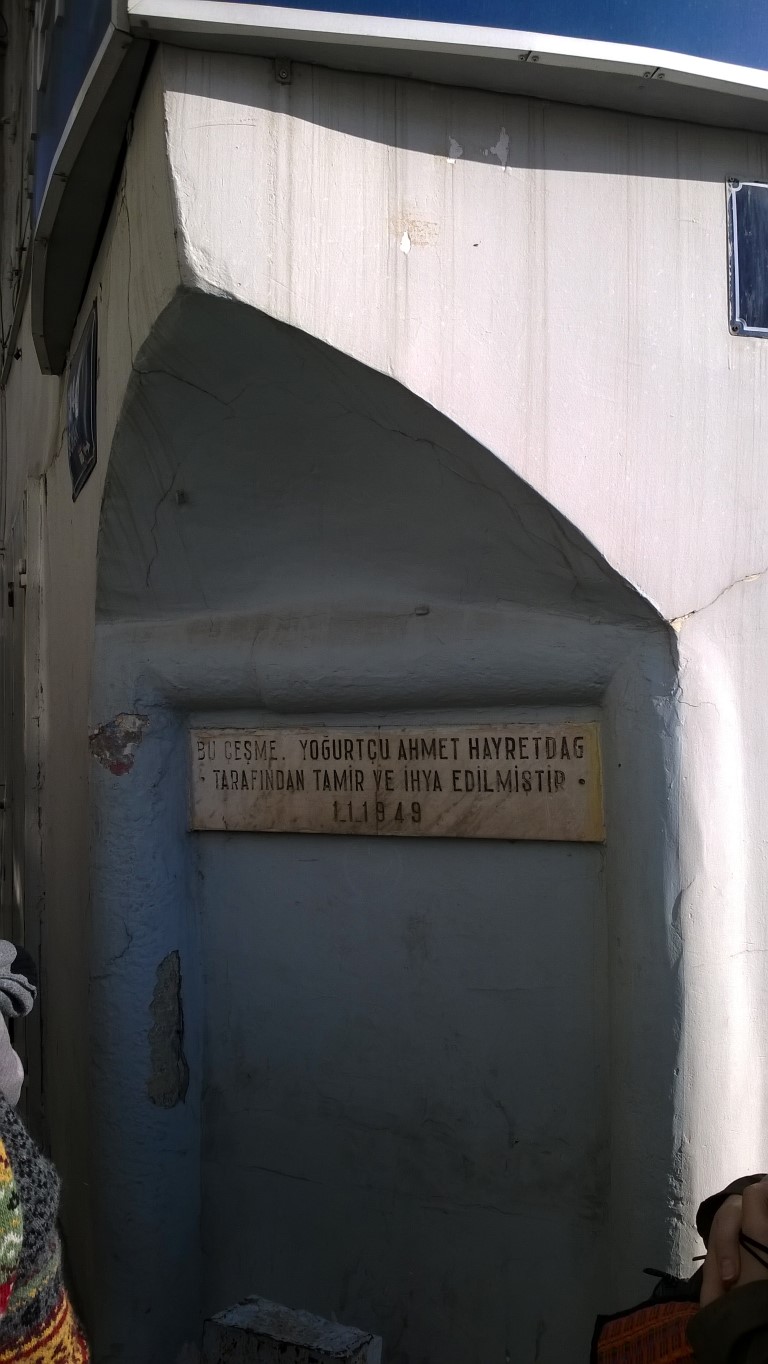 BU ÇEŞME. YOĞURTÇU AHMET HAYRETDAĞ
TARAFINDAN TAMİR VE İHYA EDİLMİŞTİR
1.1.1949